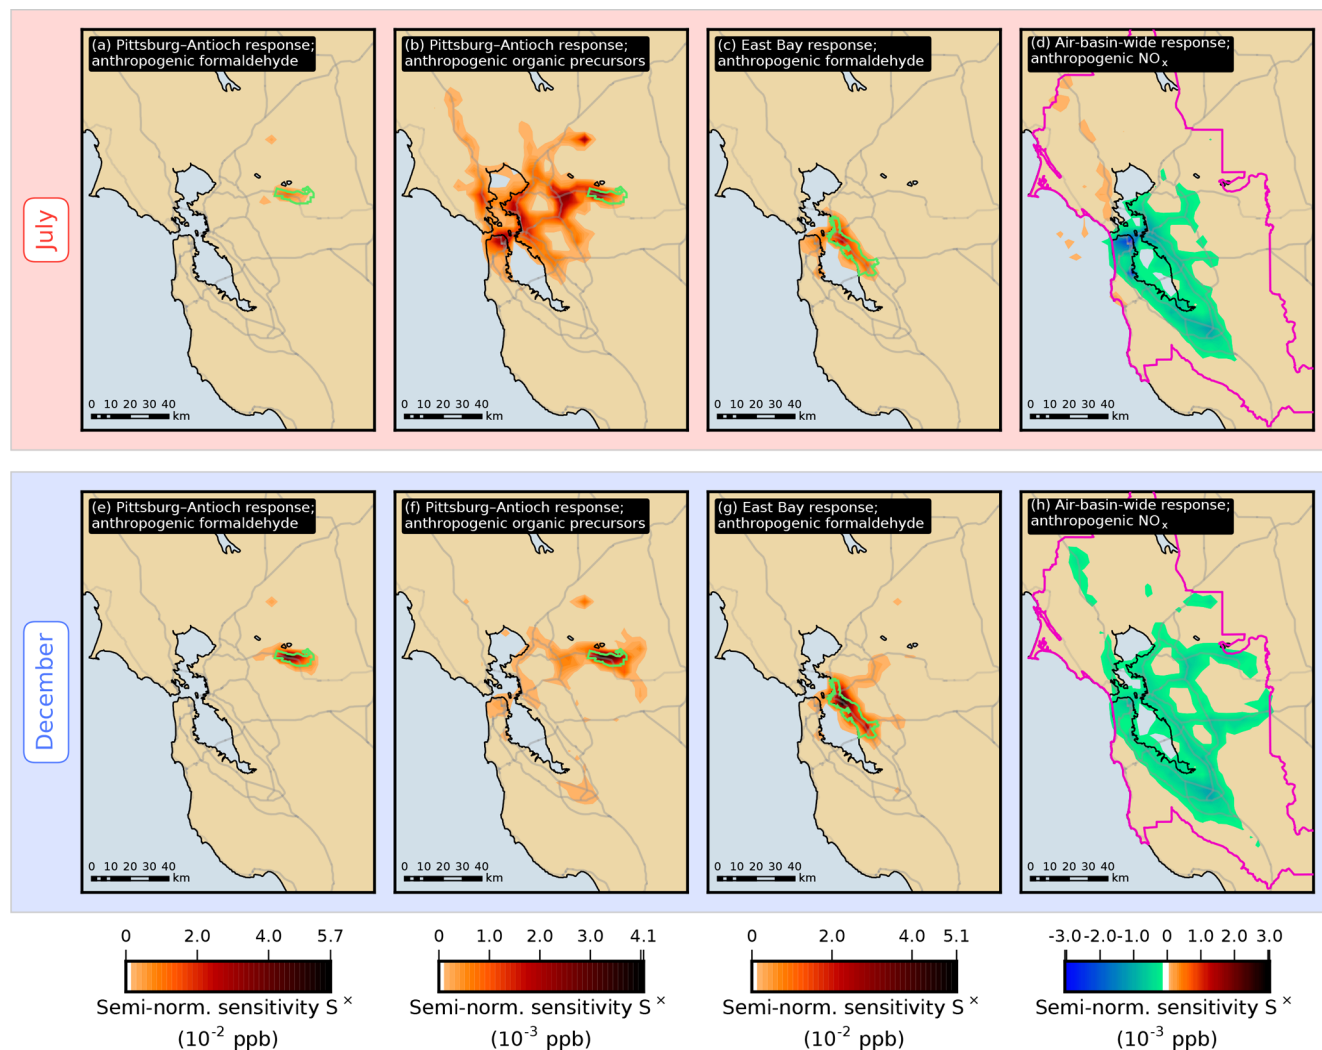 July
(a) Pittsburg–Antioch response;
anthropogenic formaldehyde
0 10 20 30 40
km
(b) Pittsburg–Antioch response;
anthropogenic organic precursors
0 10 20 30 40
km
(c) East Bay response;
anthropogenic formaldehyde
0 10 20 30 40
km
(d) Air-basin-wide response;
anthropogenic NOx
0 10 20 30 40
km
December
(e) Pittsburg–Antioch response;
anthropogenic formaldehyde
0 10 20 30 40
km
(f) Pittsburg–Antioch response;
anthropogenic organic precursors
0 10 20 30 40
km
(g) East Bay response;
anthropogenic formaldehyde
0 10 20 30 40
km
(h) Air-basin-wide response;
anthropogenic NOx
0 10 20 30 40
km
0 2.0 4.0 5.7
Semi-norm. sensitivity S ×
(10-2 ppb)
0 1.0 2.0 3.0 4.1
Semi-norm. sensitivity S ×
(10-3 ppb)
0 2.0 4.0 5.1
Semi-norm. sensitivity S ×
(10-2 ppb)
-3.0 -2.0 -1.0 0 1.0 2.0 3.0
Semi-norm. sensitivity S ×
(10-3 ppb)